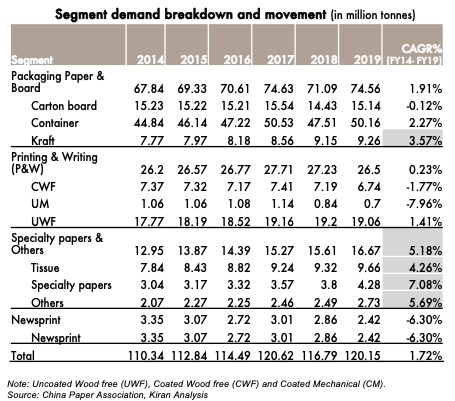 Segment demand breakdown and movement (in million tonnes)
Segment 2014 2015 2016 2017 2018 2019 CAGR% (FY14- FY19)
Packaging Paper &
Board 67.84 69.33 70.61 74.63 71.09 74.56 1.91%
Carton board 15.23 15.22 15.21 15.54 14.43 15.14 -0.12%
Container 44.84 46.14 47.22 50.53 47.51 50.16 2.27%
Kraft 7.77 7.97 8.18 8.56 9.15 9.26 3.57%
Printing & Writing
(P&W) 26.2 26.57 26.77 27.71 27.23 26.5 0.23%
CWF 7.37 7.32 7.17 7.41 7.19 6.74 -1.77%
UM 1.06 1.06 1.08 1.14 0.84 0.7 -7.96%
UWF 17.77 18.19 18.52 19.16 19.2 19.06 1.41%
Specialty papers &
Others 12.95 13.87 14.39 15.27 15.61 16.67 5.18%
Tissue 7.84 8.43 8.82 9.24 9.32 9.66 4.26%
Specialty papers 3.04 3.17 3.32 3.57 3.8 4.28 7.08%
Others 2.07 2.27 2.25 2.46 2.49 2.73 5.69%
Newsprint 3.35 3.07 2.72 3.01 2.86 2.42 -6.30%
Newsprint 3.35 3.07 2.72 3.01 2.86 2.42 -6.30%
Total 110.34 112.84 114.49 120.62 116.79 120.15 1.72%
Note: Uncoated Wood free (UWF), Coated Wood free (CWF) and Coated Mechanical (CM).
Source: China Paper Association, Kiran Analysis